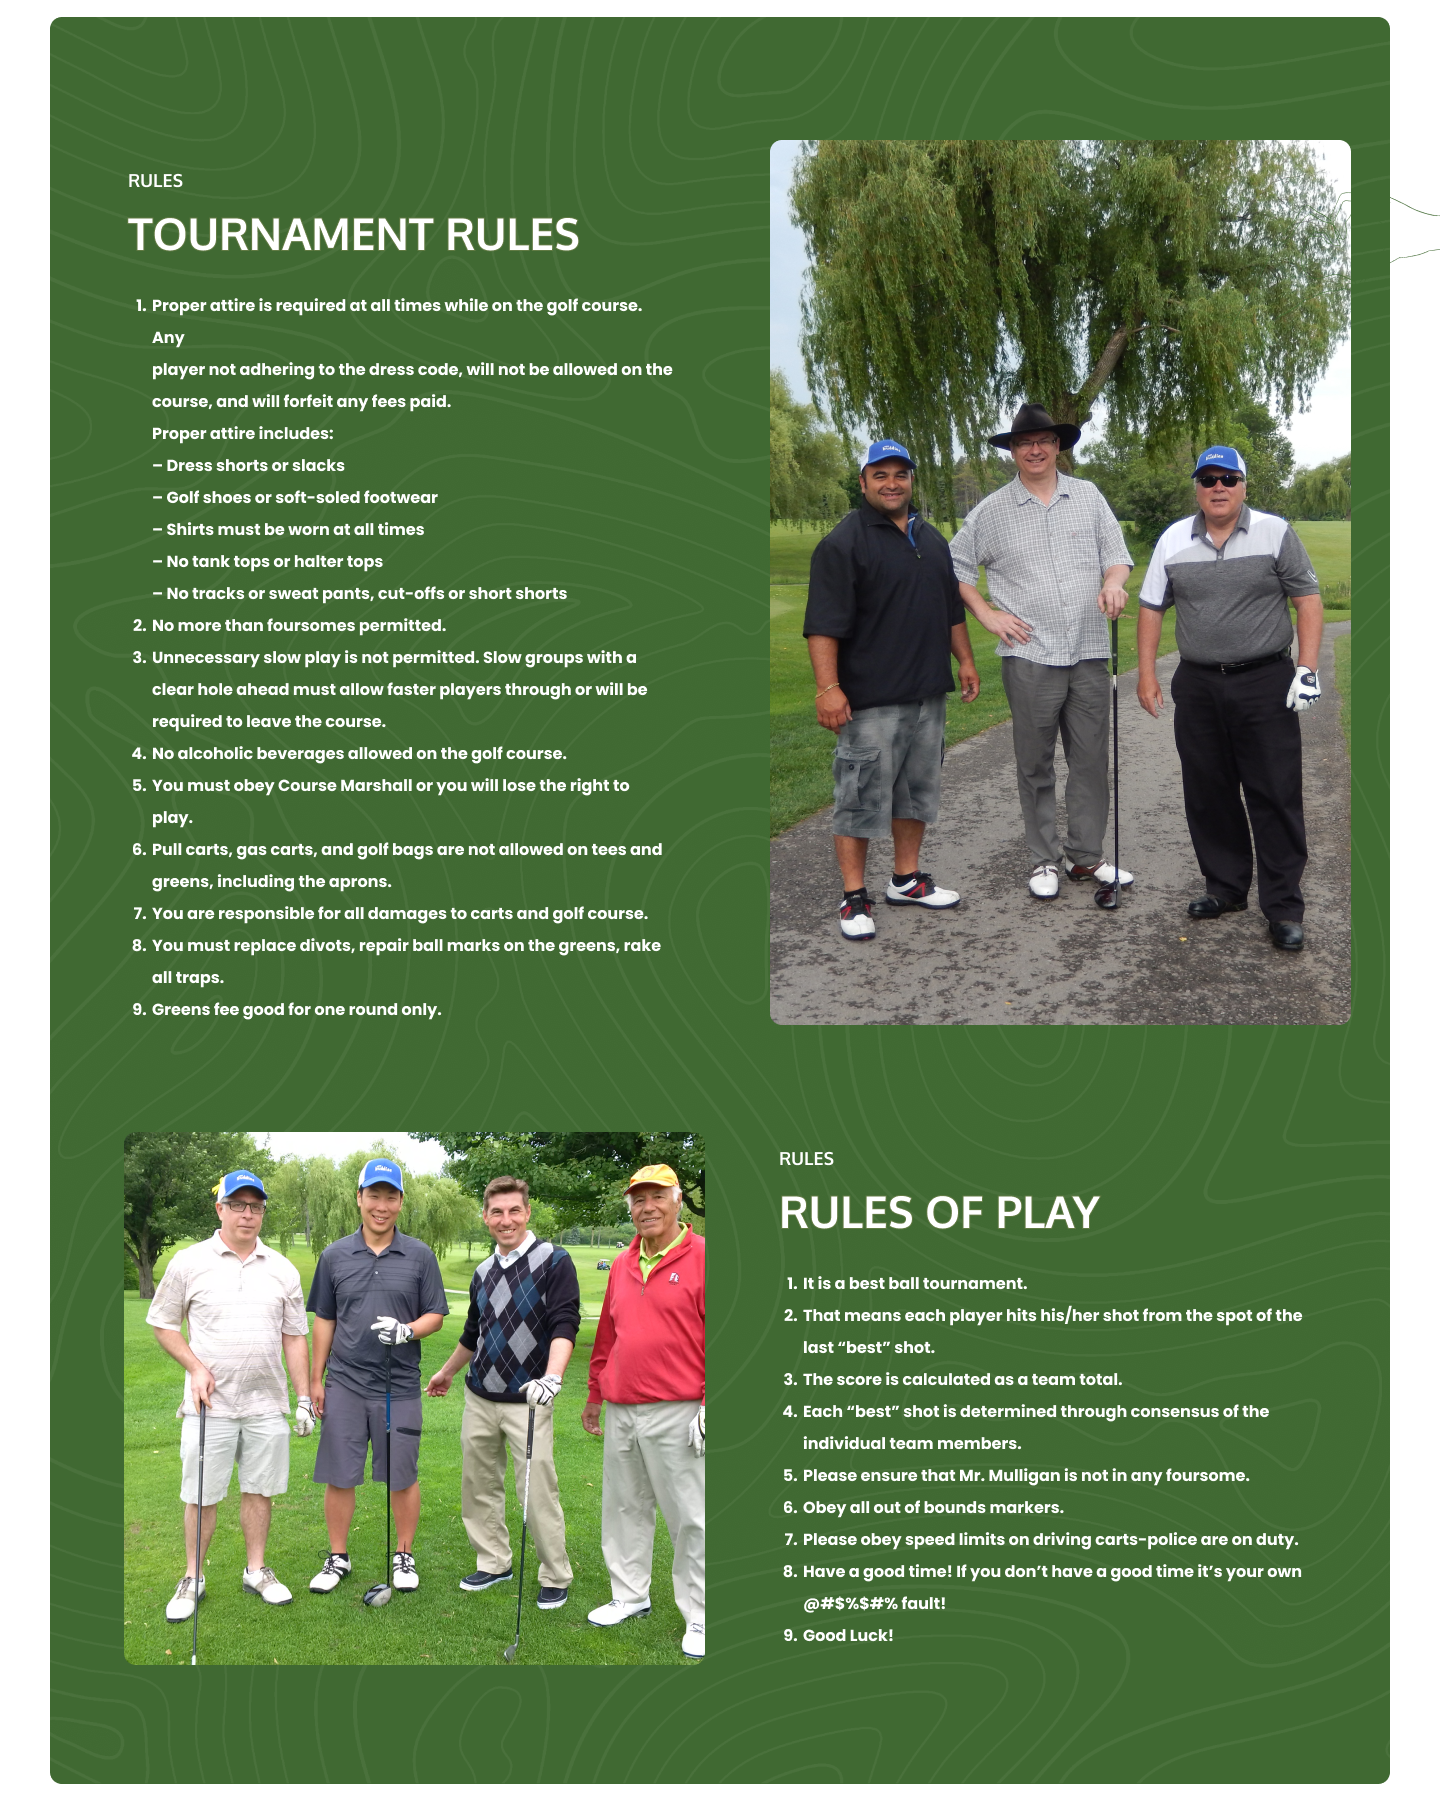 RULES
TOURNAMENT RULES
1. Proper attire is required at all times while on the golf course.
Any
player not adhering to the dress code, will not be allowed on the
course, and will forfeit any fees paid.
Proper attire includes:
– Dress shorts or slacks
– Golf shoes or soft-soled footwear
– Shirts must be worn at all times
– No tank tops or halter tops
– No tracks or sweat pants, cut-offs or short shorts
2. No more than foursomes permitted.
3. Unnecessary slow play is not permitted. Slow groups with a
clear hole ahead must allow faster players through or will be
required to leave the course.
4. No alcoholic beverages allowed on the golf course.
5. You must obey Course Marshall or you will lose the right to
play.
6. Pull carts, gas carts, and golf bags are not allowed on tees and
greens, including the aprons.
7. You are responsible for all damages to carts and golf course.
8. You must replace divots, repair ball marks on the greens, rake
all traps.
9. Greens fee good for one round only.
RULES
RULES OF PLAY
1. It is a best ball tournament.
2. That means each player hits his/her shot from the spot of the
last “best” shot.
3. The score is calculated as a team total.
4. Each “best” shot is determined through consensus of the
individual team members.
5. Please ensure that Mr. Mulligan is not in any foursome.
6. Obey all out of bounds markers.
7. Please obey speed limits on driving carts-police are on duty.
8. Have a good time! If you don’t have a good time it’s your own
@#$%$#% fault!
9. Good Luck!